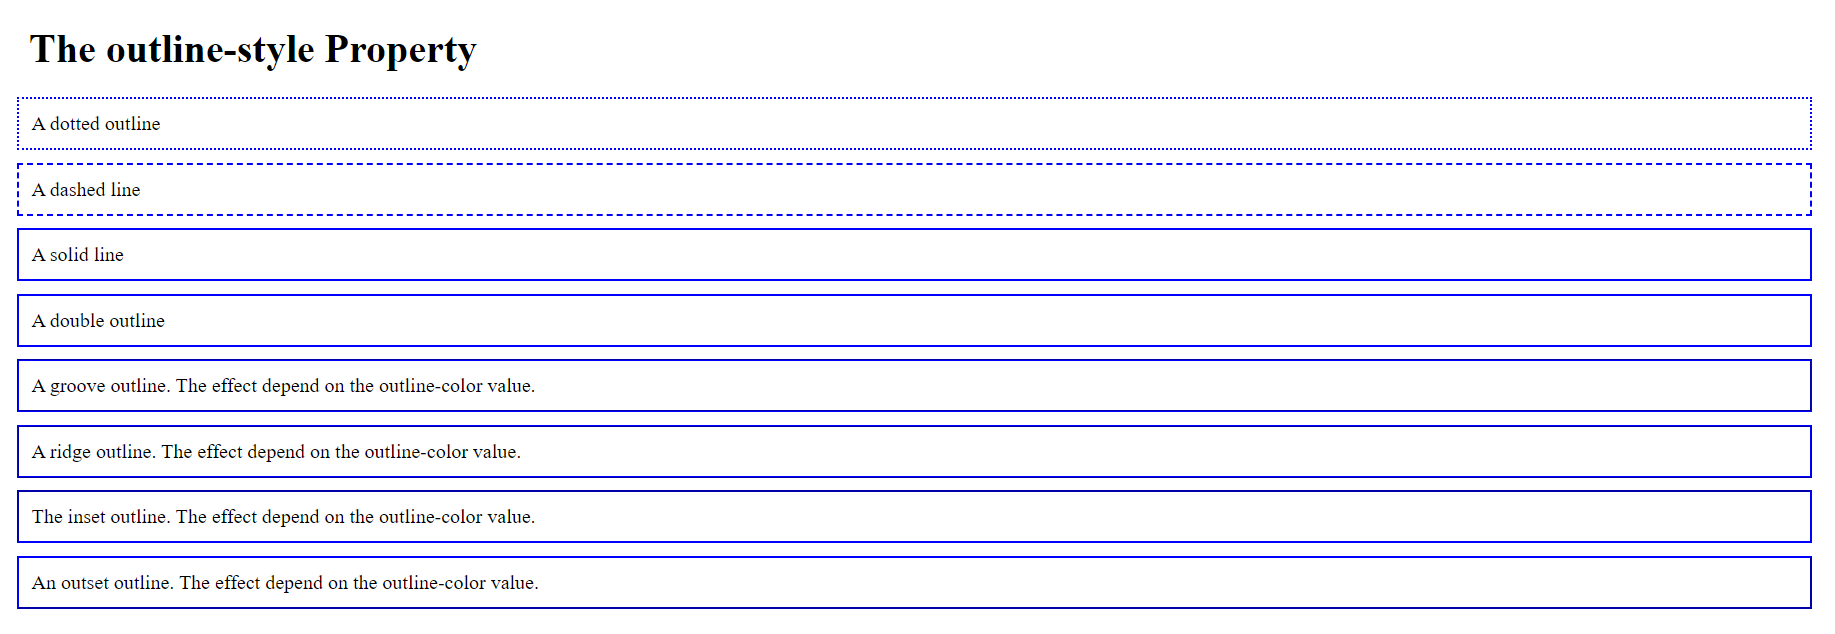 The outline-style Property
A dotted outline
A dashed line
A solid line
A double outline
A groove outline. The effect depend on the outline-color value.
A ridge outline. The effect depend on the outline-color value.
The inset outline. The effect depend on the outline-color value.
An outset outline. The effect depend on the outline-color value.